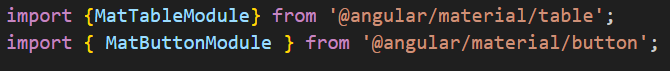 import {MatTableModule} from '@angular/material/table';
import { MatButtonModule } from '@angular/material/button';